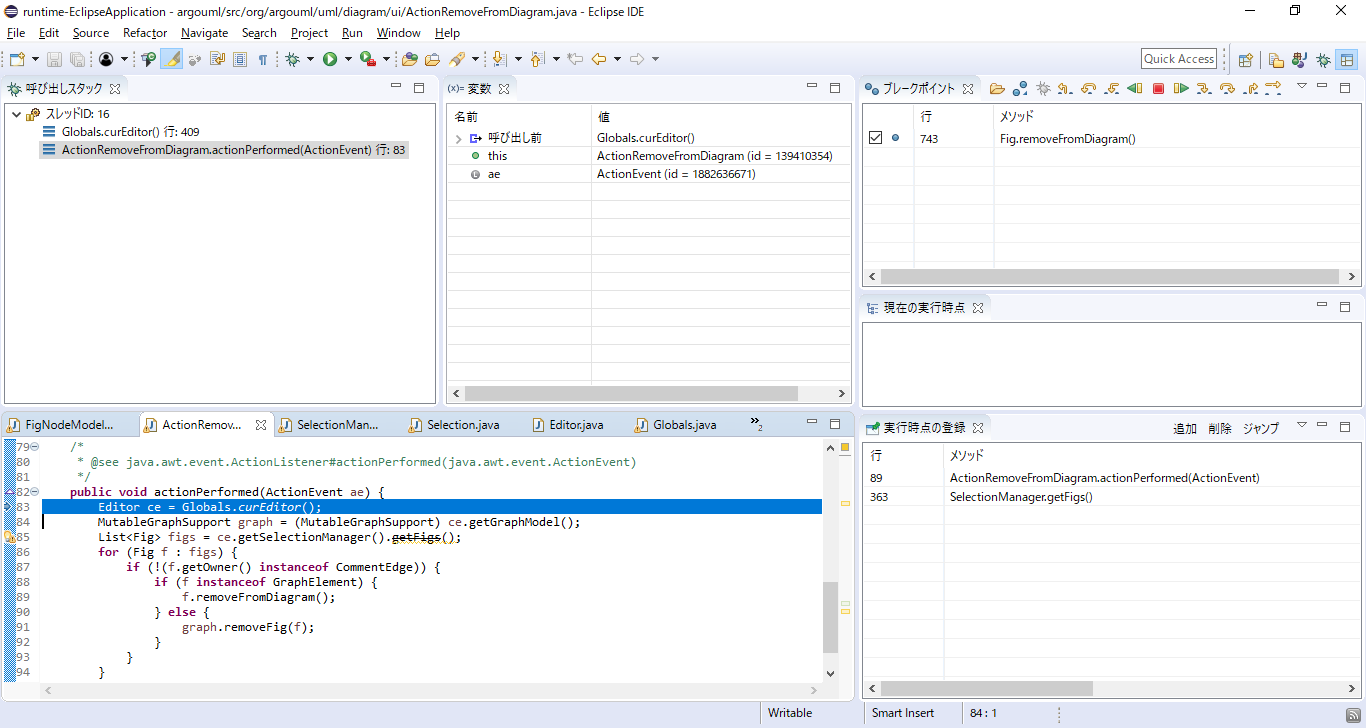 runtime-EclipseApplication - argouml/src/org/argouml/uml/diagram/ui/ActionRemoveFromDiagram.java - Eclipse IDE
File Edit Source Refactor Navigate Search Project Run Window Help
Quick Access
呼び出しスタック
スレッドID: 16
Globals.curEditor() 行: 409
ActionRemoveFromDiagram.actionPerformed(ActionEvent) 行: 83
(x)= 変数
名前 値
呼び出し前 Globals.curEditor()
this ActionRemoveFromDiagram (id = 139410354)
ae ActionEvent (id = 1882636671)
ブレークポイント
行 メソッド
743 Fig.removeFromDiagram()
現在の実行時点
FigNodeModel... ActionRemov... SelectionMan... Selection.java Editor.java Globals.java »2
79 /*
80 * @see java.awt.event.ActionListener#actionPerformed(java.awt.event.ActionEvent)
81 */
82 public void actionPerformed(ActionEvent ae) {
83 Editor ce = Globals.curEditor();
84 MutableGraphSupport graph = (MutableGraphSupport) ce.getGraphModel();
85 List<Fig> figs = ce.getSelectionManager().getFigs();
86 for (Fig f : figs) {
87 if (!(f.getOwner() instanceof CommentEdge)) {
88 if (f instanceof GraphElement) {
89 f.removeFromDiagram();
90 } else {
91 graph.removeFig(f);
92 }
93 }
94 }
実行時点の登録 追加 削除 ジャンプ
行 メソッド
89 ActionRemoveFromDiagram.actionPerformed(ActionEvent)
363 SelectionManager.getFigs()
Writable Smart Insert 84 : 1